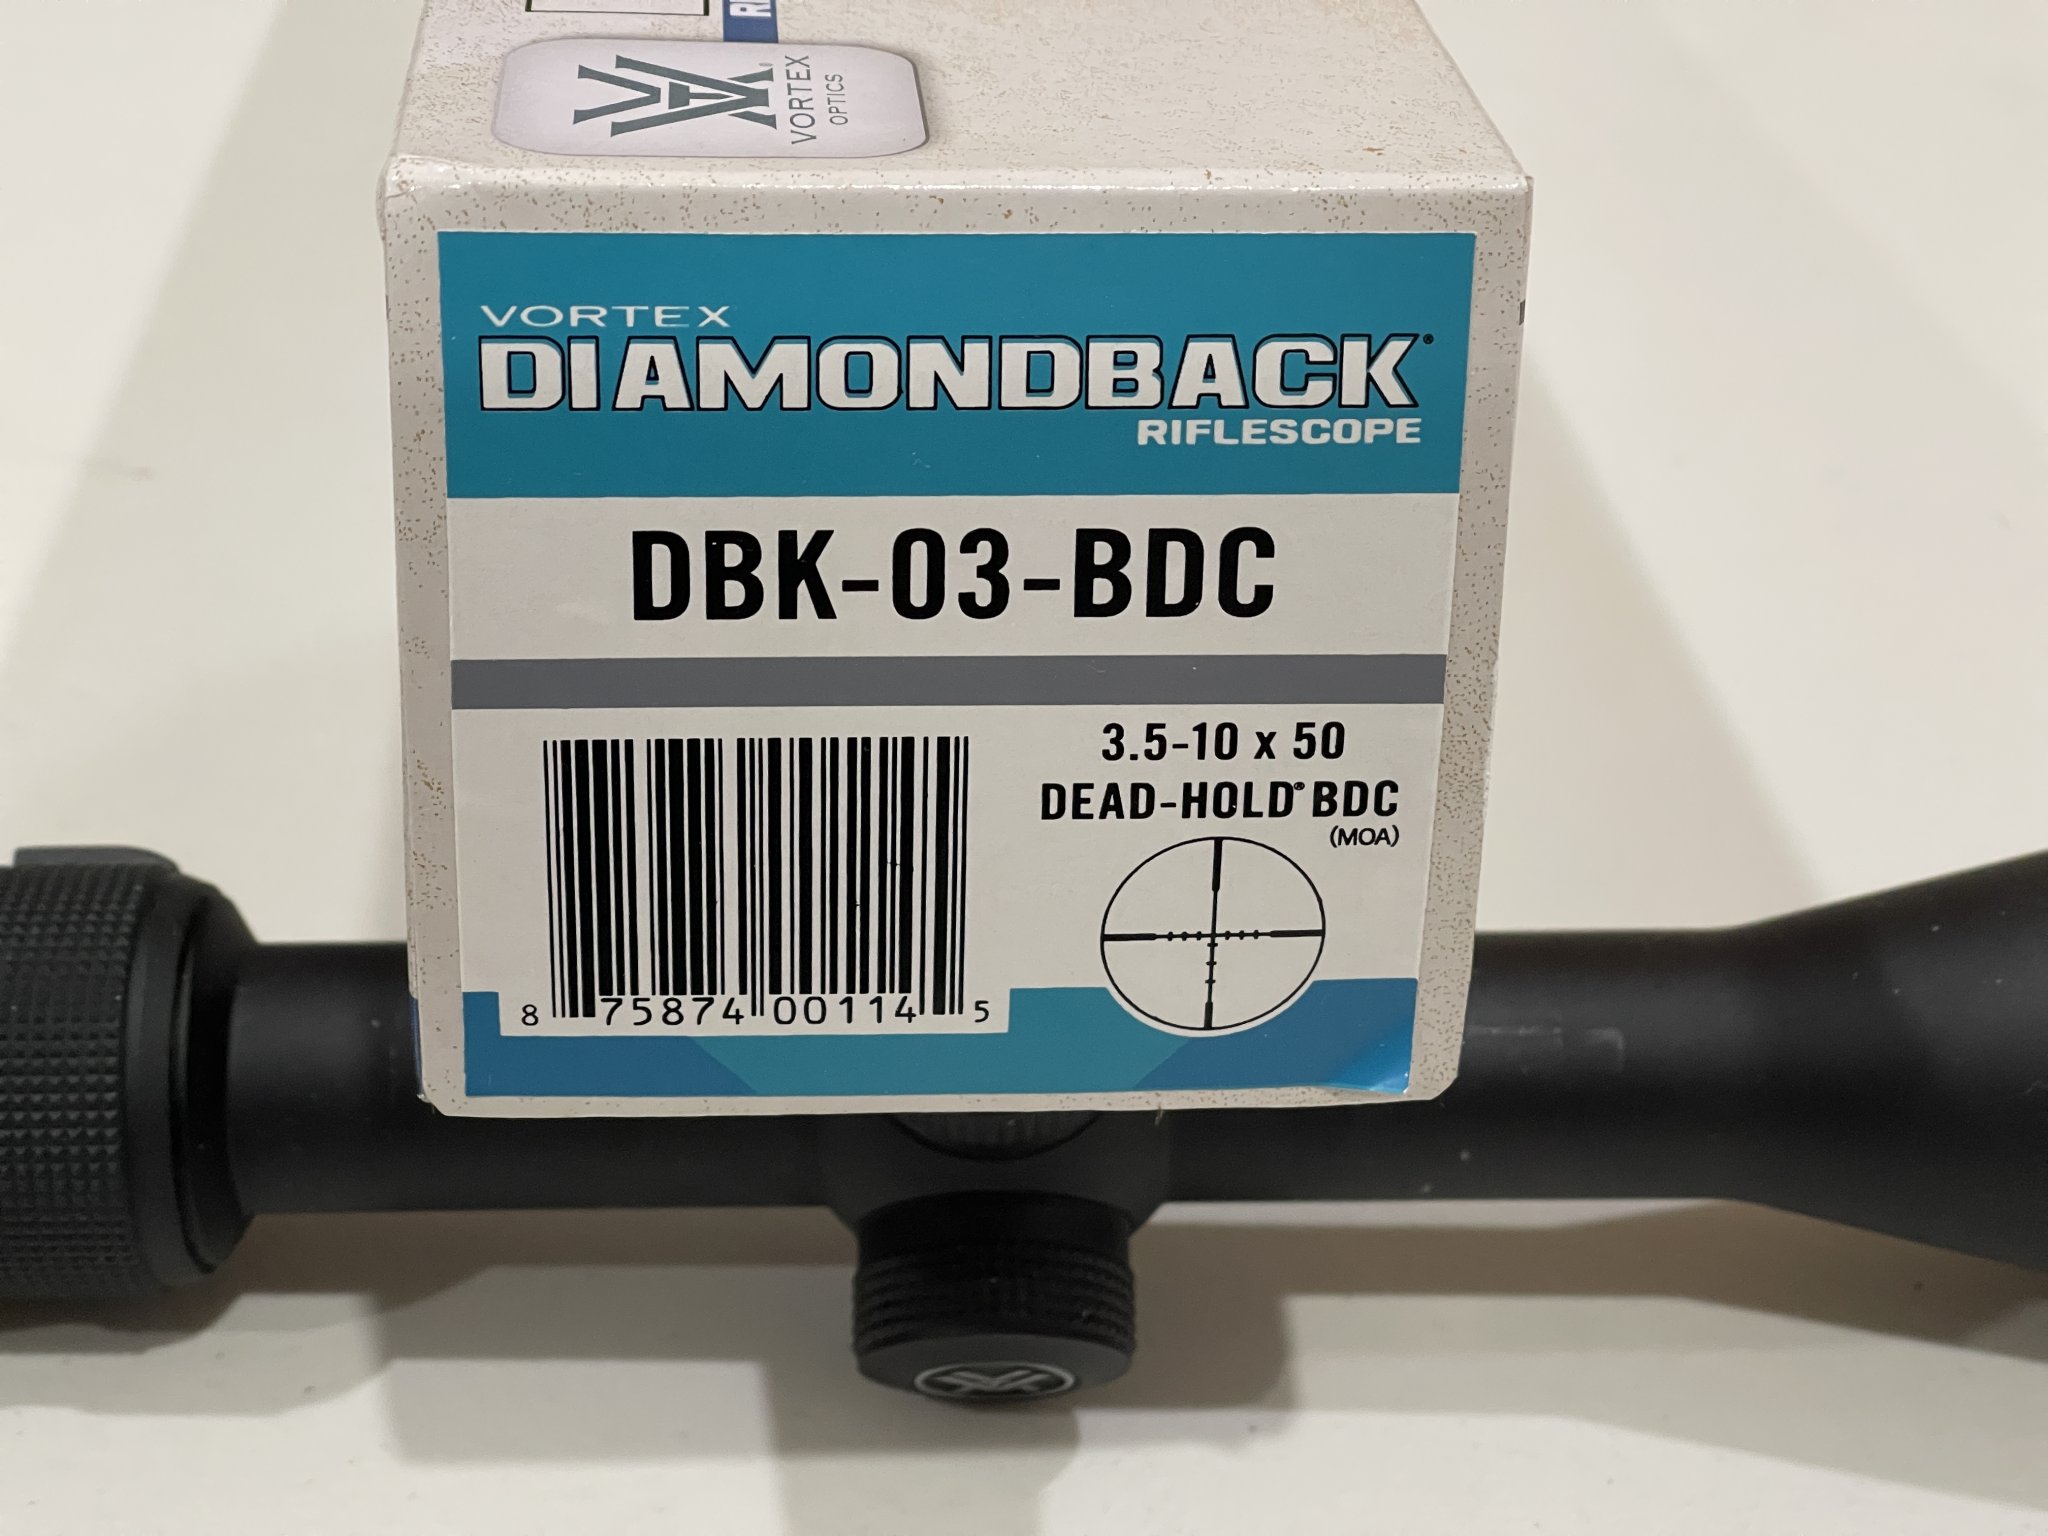 VORTEX
OPTICS
VORTEX
DIAMONDBACK®
RIFLESCOPE
DBK-03-BDC
3.5-10 x 50
DEAD-HOLD® BDC
(MOA)
8 75874 00114 5